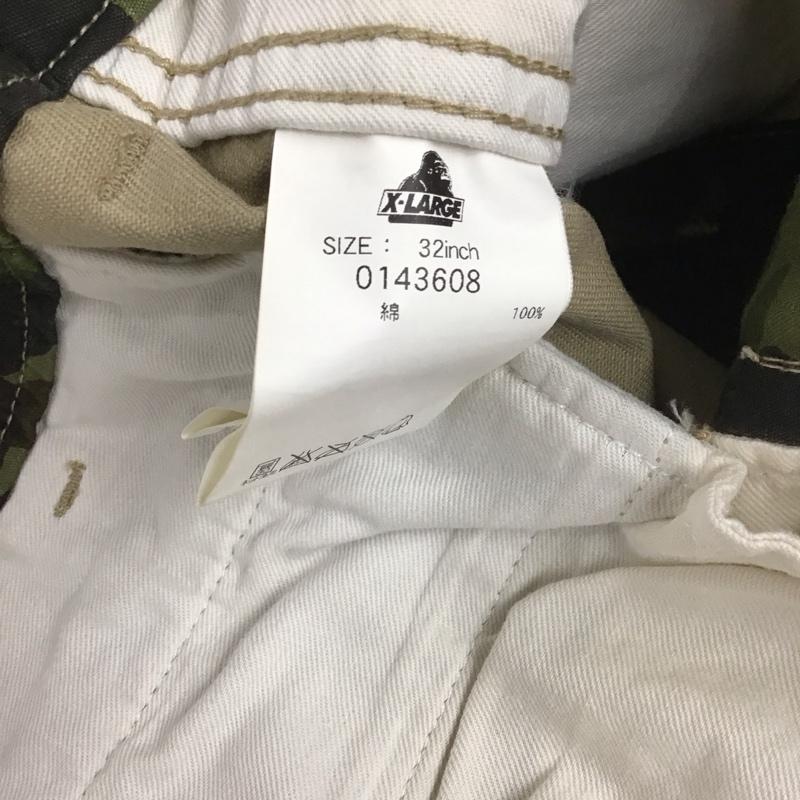 X-LARGE
SIZE : 32inch
0143608
綿 100%